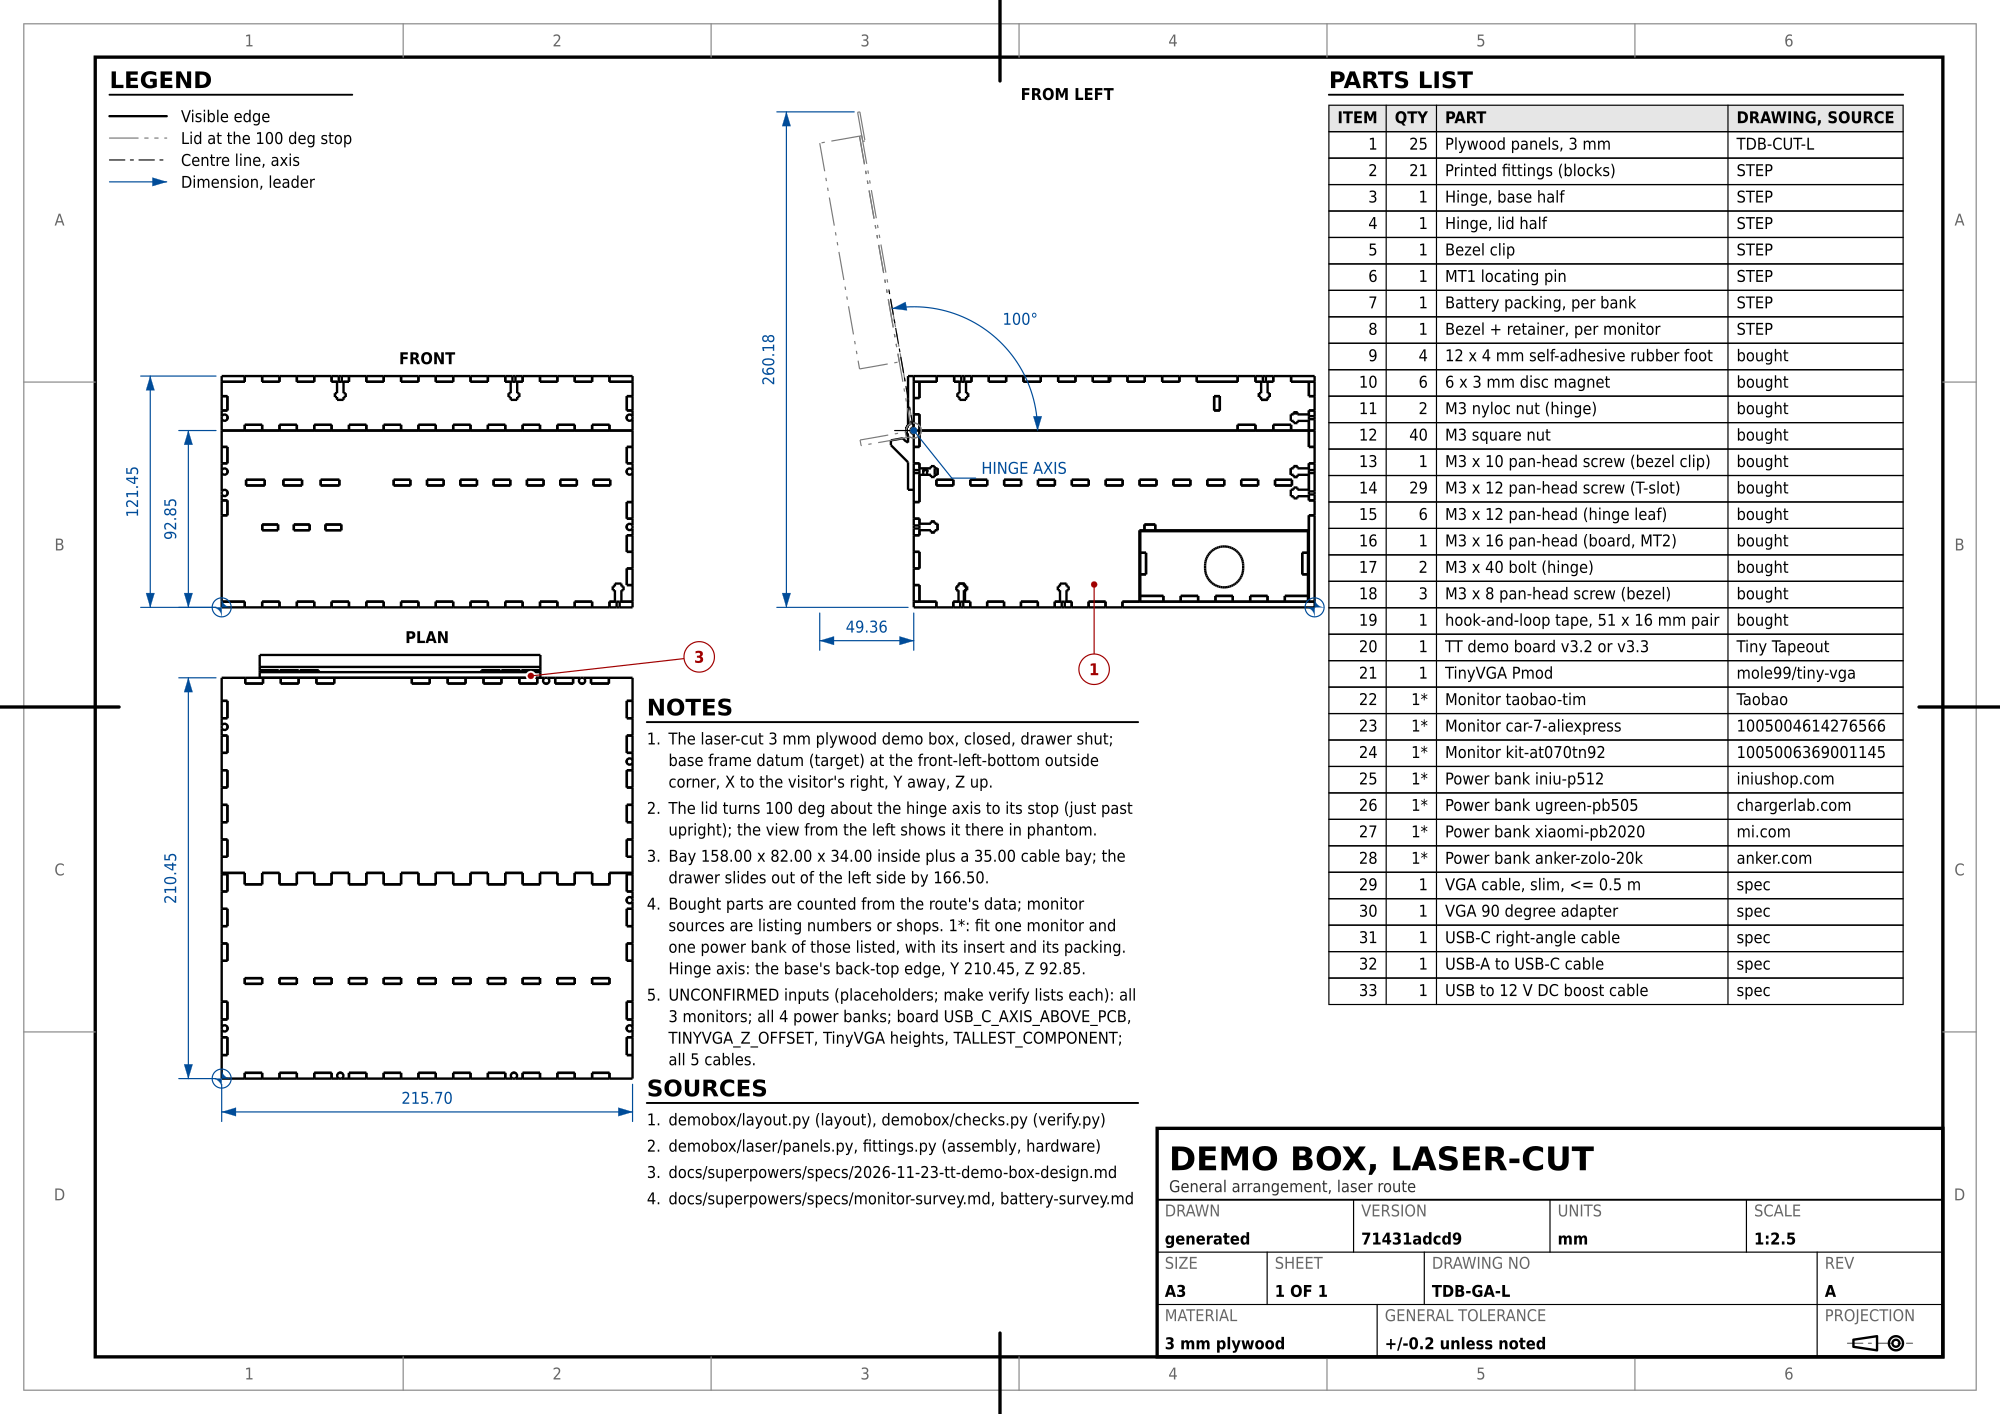 1 2 3 4 5 6
LEGEND
Visible edge
Lid at the 100 deg stop
Centre line, axis
Dimension, leader
FROM LEFT
260.18
100°
HINGE AXIS
49.36
1
FRONT
121.45
92.85
PLAN
3
210.45
215.70
A
B
C
D
A
B
C
D
PARTS LIST
ITEM QTY PART DRAWING, SOURCE
1 25 Plywood panels, 3 mm TDB-CUT-L
2 21 Printed fittings (blocks) STEP
3 1 Hinge, base half STEP
4 1 Hinge, lid half STEP
5 1 Bezel clip STEP
6 1 MT1 locating pin STEP
7 1 Battery packing, per bank STEP
8 1 Bezel + retainer, per monitor STEP
9 4 12 x 4 mm self-adhesive rubber foot bought
10 6 6 x 3 mm disc magnet bought
11 2 M3 nyloc nut (hinge) bought
12 40 M3 square nut bought
13 1 M3 x 10 pan-head screw (bezel clip) bought
14 29 M3 x 12 pan-head screw (T-slot) bought
15 6 M3 x 12 pan-head (hinge leaf) bought
16 1 M3 x 16 pan-head (board, MT2) bought
17 2 M3 x 40 bolt (hinge) bought
18 3 M3 x 8 pan-head screw (bezel) bought
19 1 hook-and-loop tape, 51 x 16 mm pair bought
20 1 TT demo board v3.2 or v3.3 Tiny Tapeout
21 1 TinyVGA Pmod mole99/tiny-vga
22 1* Monitor taobao-tim Taobao
23 1* Monitor car-7-aliexpress 1005004614276566
24 1* Monitor kit-at070tn92 1005006369001145
25 1* Power bank iniu-p512 iniushop.com
26 1* Power bank ugreen-pb505 chargerlab.com
27 1* Power bank xiaomi-pb2020 mi.com
28 1* Power bank anker-zolo-20k anker.com
29 1 VGA cable, slim, <= 0.5 m spec
30 1 VGA 90 degree adapter spec
31 1 USB-C right-angle cable spec
32 1 USB-A to USB-C cable spec
33 1 USB to 12 V DC boost cable spec
NOTES
1. The laser-cut 3 mm plywood demo box, closed, drawer shut;
base frame datum (target) at the front-left-bottom outside
corner, X to the visitor's right, Y away, Z up.
2. The lid turns 100 deg about the hinge axis to its stop (just past
upright); the view from the left shows it there in phantom.
3. Bay 158.00 x 82.00 x 34.00 inside plus a 35.00 cable bay; the
drawer slides out of the left side by 166.50.
4. Bought parts are counted from the route's data; monitor
sources are listing numbers or shops. 1*: fit one monitor and
one power bank of those listed, with its insert and its packing.
Hinge axis: the base's back-top edge, Y 210.45, Z 92.85.
5. UNCONFIRMED inputs (placeholders; make verify lists each): all
3 monitors; all 4 power banks; board USB_C_AXIS_ABOVE_PCB,
TINYVGA_Z_OFFSET, TinyVGA heights, TALLEST_COMPONENT;
all 5 cables.
SOURCES
1. demobox/layout.py (layout), demobox/checks.py (verify.py)
2. demobox/laser/panels.py, fittings.py (assembly, hardware)
3. docs/superpowers/specs/2026-11-23-tt-demo-box-design.md
4. docs/superpowers/specs/monitor-survey.md, battery-survey.md
DEMO BOX, LASER-CUT
General arrangement, laser route
DRAWN VERSION UNITS SCALE
generated 71431adcd9 mm 1:2.5
SIZE SHEET DRAWING NO REV
A3 1 OF 1 TDB-GA-L A
MATERIAL GENERAL TOLERANCE PROJECTION
3 mm plywood +/-0.2 unless noted
1 2 3 4 5 6